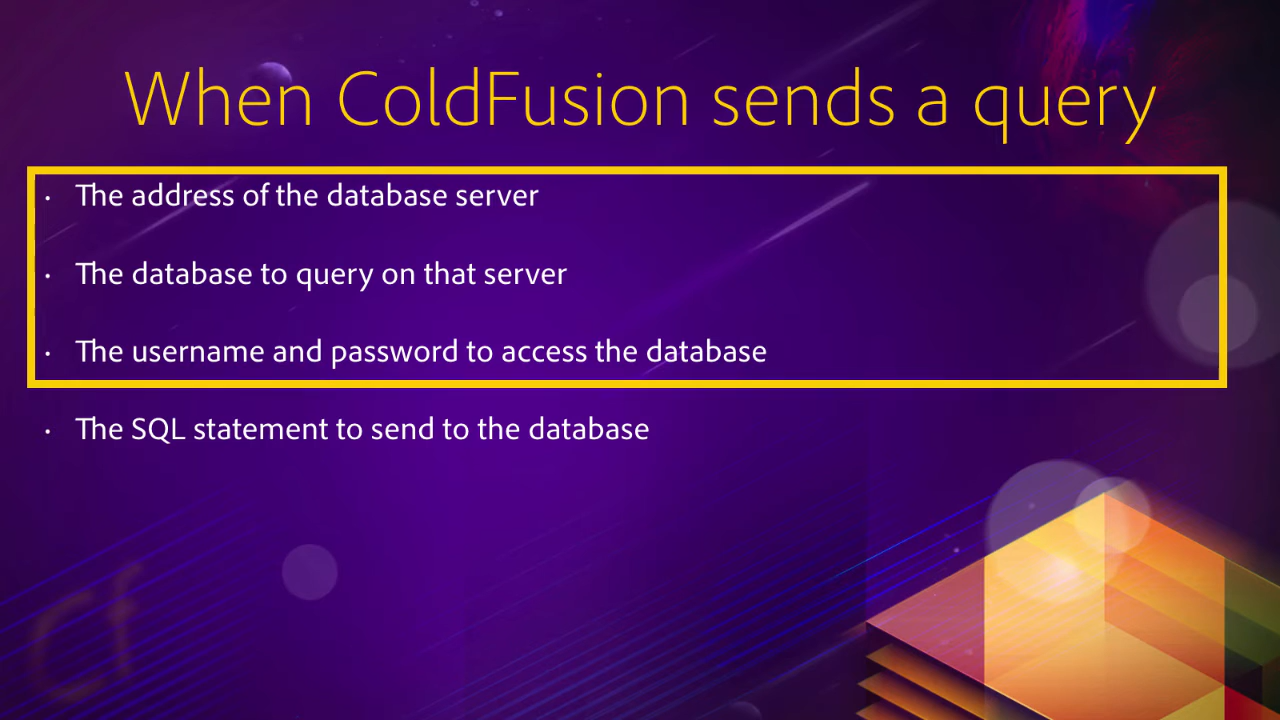 When ColdFusion sends a query
• The address of the database server
• The database to query on that server
• The username and password to access the database
• The SQL statement to send to the database
Cf